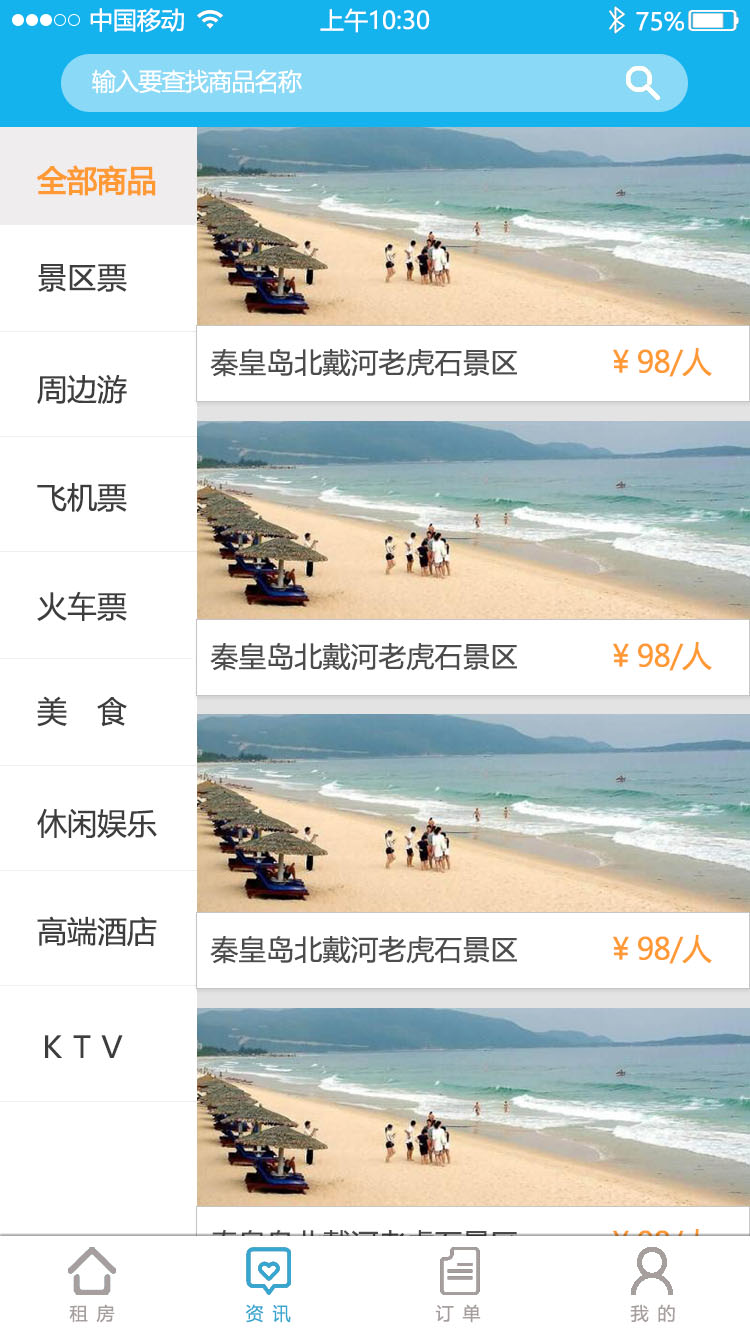 中国移动 上午10:30 75%
输入要查找商品名称
全部商品
景区票
周边游
飞机票
火车票
美 食
休闲娱乐
高端酒店
K T V
秦皇岛北戴河老虎石景区 ¥ 98/人
秦皇岛北戴河老虎石景区 ¥ 98/人
秦皇岛北戴河老虎石景区 ¥ 98/人
租 房 资 讯 订 单 我 的